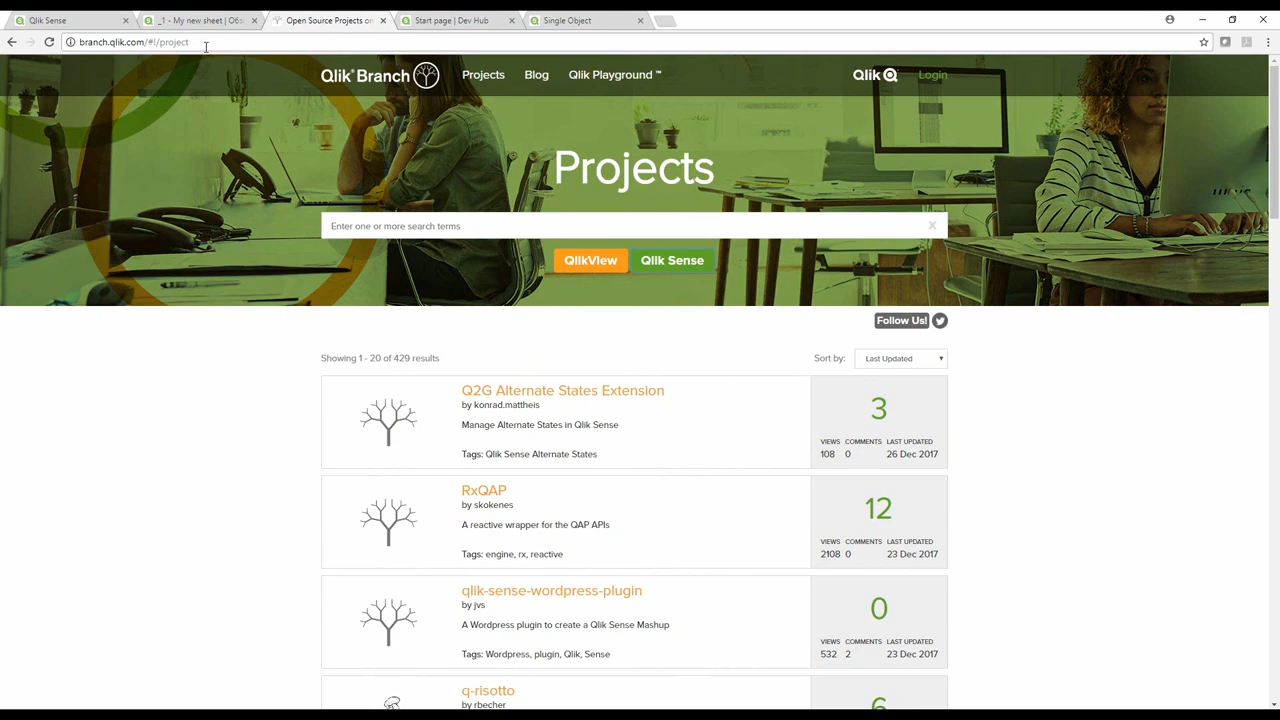 Qlik Sense
_1 - My new sheet | O6s
Open Source Projects on
Start page | Dev Hub
Single Object
branch.qlik.com/#!/project
Qlik Branch
Projects
Blog
Qlik Playground ™
Qlik
Login
Projects
Enter one or more search terms
X
QlikView
Qlik Sense
Follow Us!
Showing 1 - 20 of 429 results
Sort by:
Last Updated
Q2G Alternate States Extension
by konrad.mattheis
Manage Alternate States in Qlik Sense
Tags: Qlik Sense Alternate States
3
VIEWS COMMENTS LAST UPDATED
108 0 26 Dec 2017
RxQAP
by skokenes
A reactive wrapper for the QAP APIs
Tags: engine, rx, reactive
12
VIEWS COMMENTS LAST UPDATED
2108 0 23 Dec 2017
qlik-sense-wordpress-plugin
by jvs
A Wordpress plugin to create a Qlik Sense Mashup
Tags: Wordpress, plugin, Qlik, Sense
0
VIEWS COMMENTS LAST UPDATED
532 2 23 Dec 2017
q-risotto
by rbecher
6